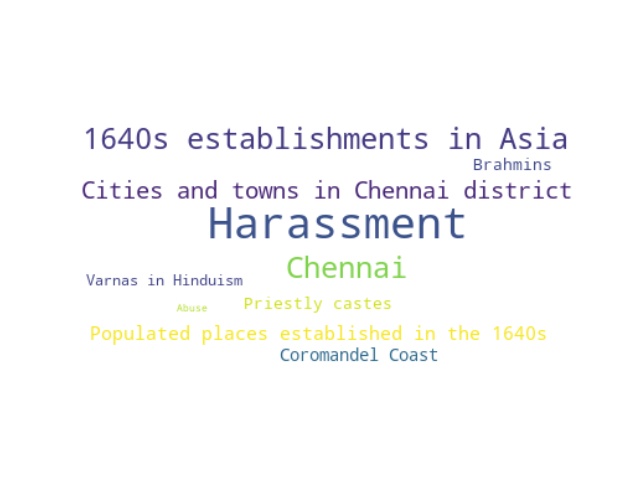 1640s establishments in Asia
Brahmins
Cities and towns in Chennai district
Harassment
Chennai
Varnas in Hinduism
Abuse
Priestly castes
Populated places established in the 1640s
Coromandel Coast